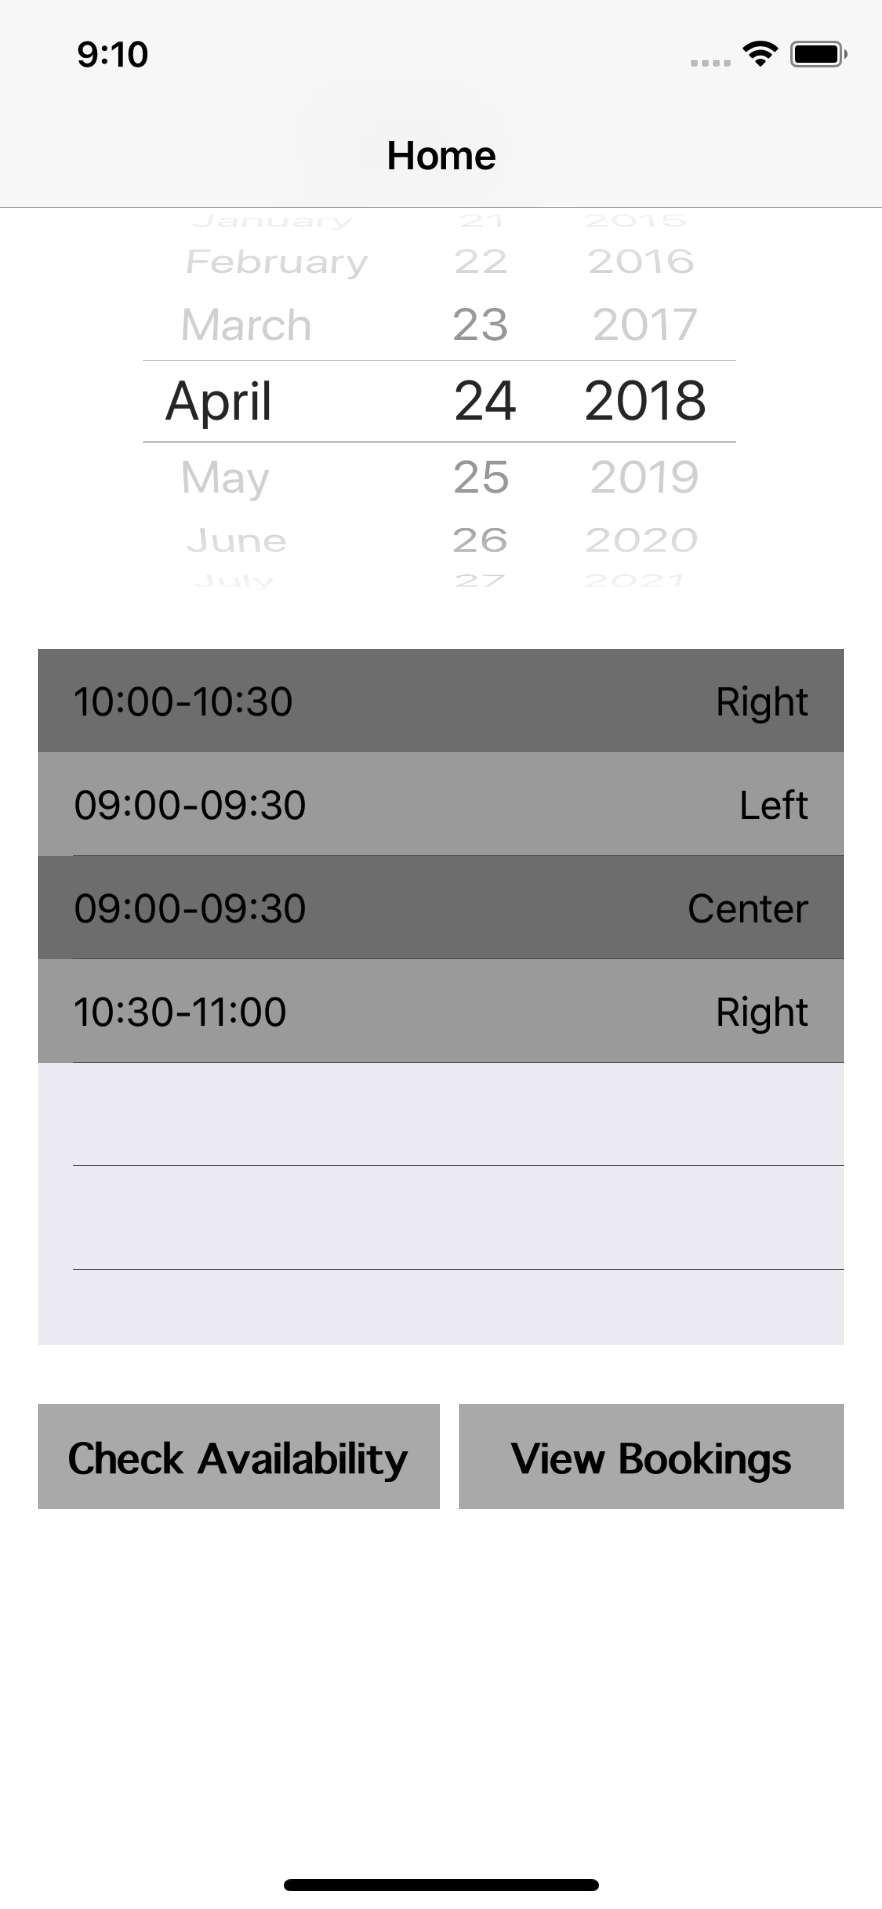 9:10
Home
January 21 2015
February 22 2016
March 23 2017
April 24 2018
May 25 2019
June 26 2020
July 27 2021
10:00-10:30 Right
09:00-09:30 Left
09:00-09:30 Center
10:30-11:00 Right
Check Availability View Bookings